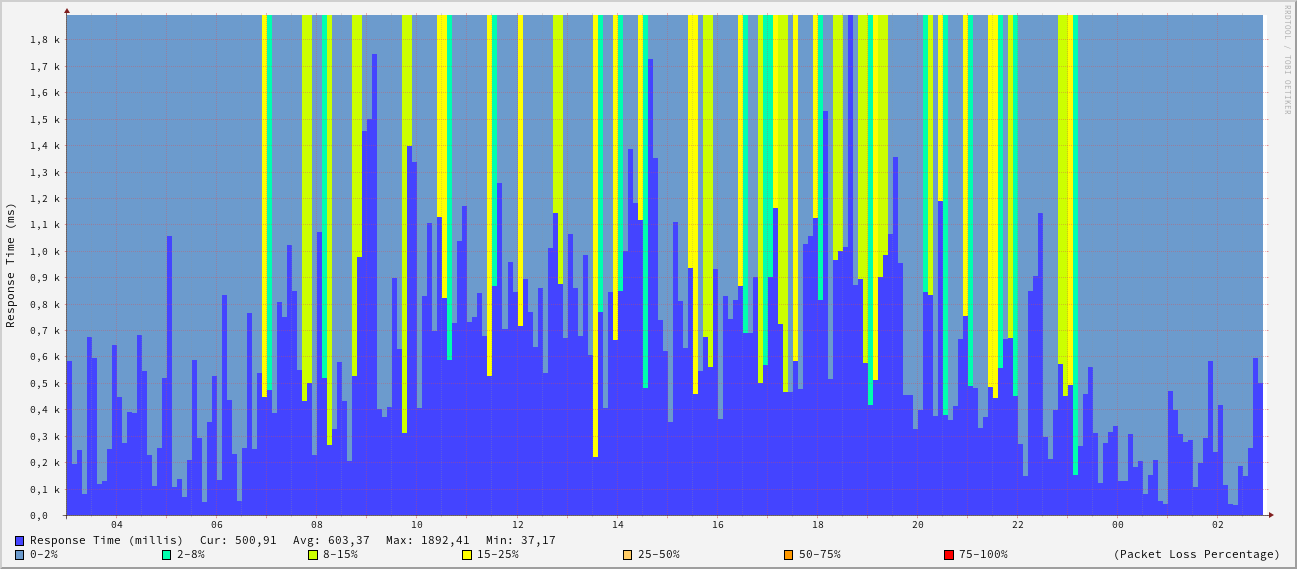 RRDTOOL / TOBI OETIKER
Response Time (ms)
1,8 k
1,7 k
1,6 k
1,5 k
1,4 k
1,3 k
1,2 k
1,1 k
1,0 k
0,9 k
0,8 k
0,7 k
0,6 k
0,5 k
0,4 k
0,3 k
0,2 k
0,1 k
0,0
04 06 08 10 12 14 16 18 20 22 00 02
Response Time (millis) Cur: 500,91 Avg: 603,37 Max: 1892,41 Min: 37,17
0-2% 2-8% 8-15% 15-25% 25-50% 50-75% 75-100% (Packet Loss Percentage)